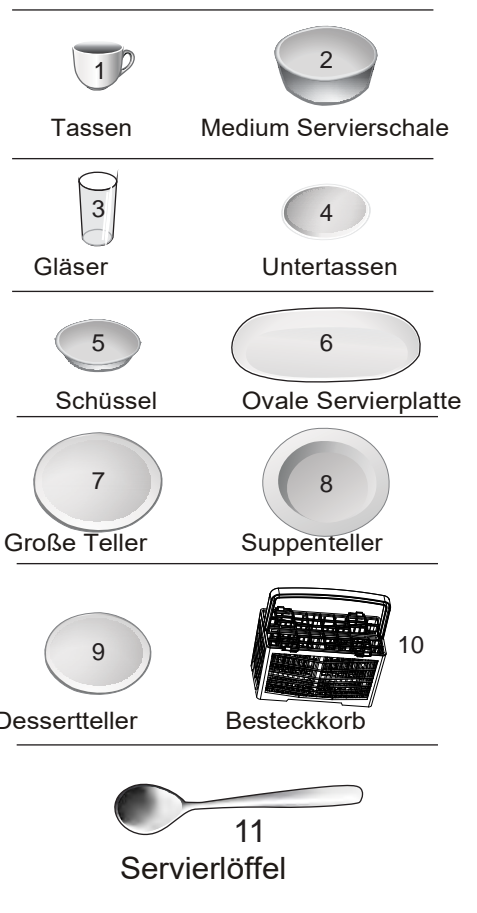 1 2
Tassen Medium Servierschale
3 4
Gläser Untertassen
5 6
Schüssel Ovale Servierplatte
7 8
Große Teller Suppenteller
9 10
Dessertteller Besteckkorb
11
Servierlöffel